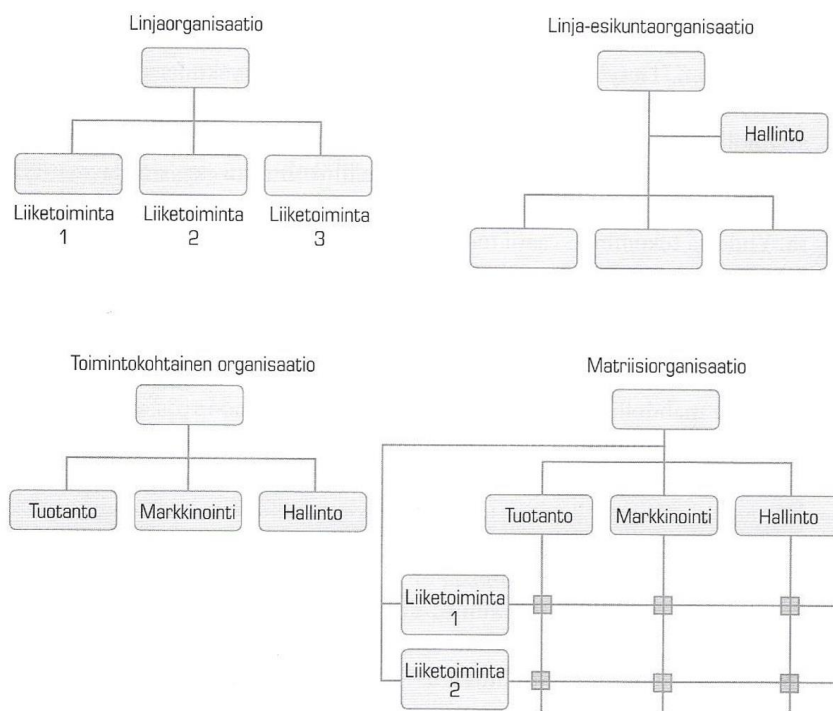 Linjaorganisaatio
Liiketoiminta
1
Liiketoiminta
2
Liiketoiminta
3
Linja-esikuntaorganisaatio
Hallinto
Toimintokohtainen organisaatio
Tuotanto
Markkinointi
Hallinto
Matriisiorganisaatio
Tuotanto
Markkinointi
Hallinto
Liiketoiminta
1
Liiketoiminta
2